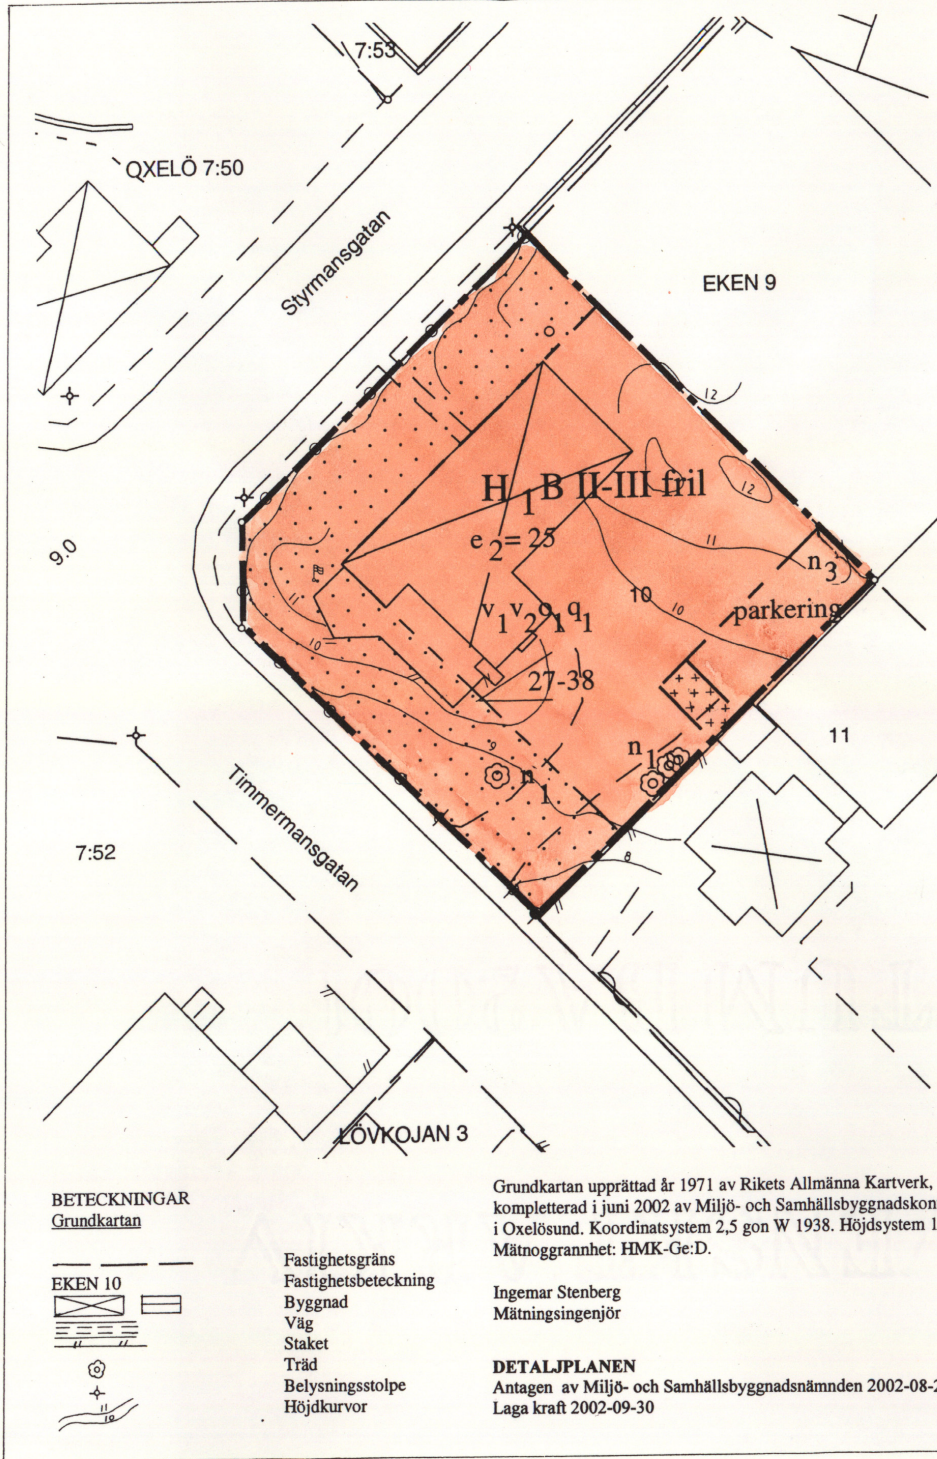 7:53
QXELÖ 7:50
Styrmansgatan
EKEN 9
12
12
H1B II-III fril
e2= 25
11
n3
9.0
11
10
10
parkering
v1v2q1q1
10
27-38
9
n1
n1
11
Timmermansgatan
7:52
8
LÖVKOJAN 3
BETECKNINGAR
Grundkartan
EKEN 10
11
10
Fastighetsgräns
Fastighetsbeteckning
Byggnad
Väg
Staket
Träd
Belysningsstolpe
Höjdkurvor
Grundkartan upprättad år 1971 av Rikets Allmänna Kartverk,
kompletterad i juni 2002 av Miljö- och Samhällsbyggnadskon
i Oxelösund. Koordinatsystem 2,5 gon W 1938. Höjdsystem 1
Mätnoggrannhet: HMK-Ge:D.
Ingemar Stenberg
Mätningsingenjör
DETALJPLANEN
Antagen av Miljö- och Samhällsbyggnadsnämnden 2002-08-2
Laga kraft 2002-09-30